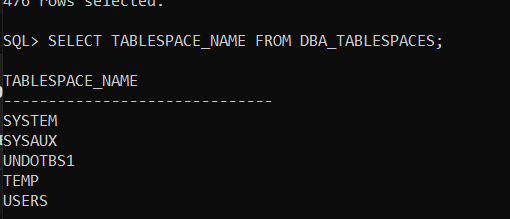 476 rows selected.
SQL> SELECT TABLESPACE_NAME FROM DBA_TABLESPACES;
TABLESPACE_NAME
------------------------------
SYSTEM
SYSAUX
UNDOTBS1
TEMP
USERS